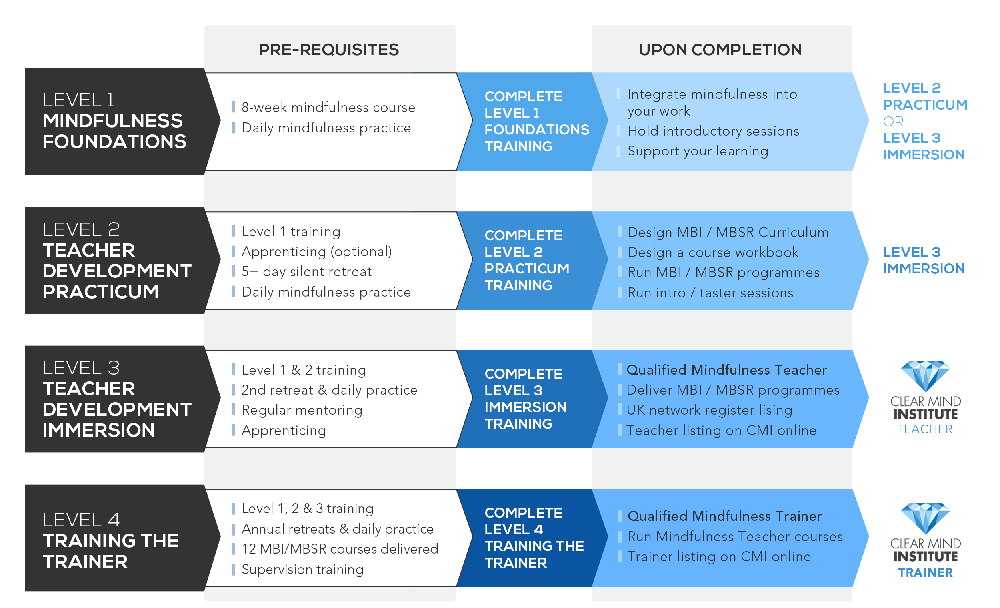 PRE-REQUISITES
UPON COMPLETION
LEVEL 1
MINDFULNESS
FOUNDATIONS
8-week mindfulness course
Daily mindfulness practice
COMPLETE
LEVEL 1
FOUNDATIONS
TRAINING
Integrate mindfulness into
your work
Hold introductory sessions
Support your learning
LEVEL 2
PRACTICUM
OR
LEVEL 3
IMMERSION
LEVEL 2
TEACHER
DEVELOPMENT
PRACTICUM
Level 1 training
Apprenticing (optional)
5+ day silent retreat
Daily mindfulness practice
COMPLETE
LEVEL 2
PRACTICUM
TRAINING
Design MBI / MBSR Curriculum
Design a course workbook
Run MBI / MBSR programmes
Run intro / taster sessions
LEVEL 3
IMMERSION
LEVEL 3
TEACHER
DEVELOPMENT
IMMERSION
Level 1 & 2 training
2nd retreat & daily practice
Regular mentoring
Apprenticing
COMPLETE
LEVEL 3
IMMERSION
TRAINING
Qualified Mindfulness Teacher
Deliver MBI / MBSR programmes
UK network register lising
Teacher listing on CMI online
CLEAR MIND
INSTITUTE
TEACHER
LEVEL 4
TRAINING THE
TRAINER
Level 1, 2 & 3 training
Annual retreats & daily practice
12 MBI/MBSR courses delivered
Supervision training
COMPLETE
LEVEL 4
TRAINING THE
TRAINER
Qualified Mindfulness Trainer
Run Mindfulness Teacher courses
Trainer listing on CMI online
CLEAR MIND
INSTITUTE
TRAINER